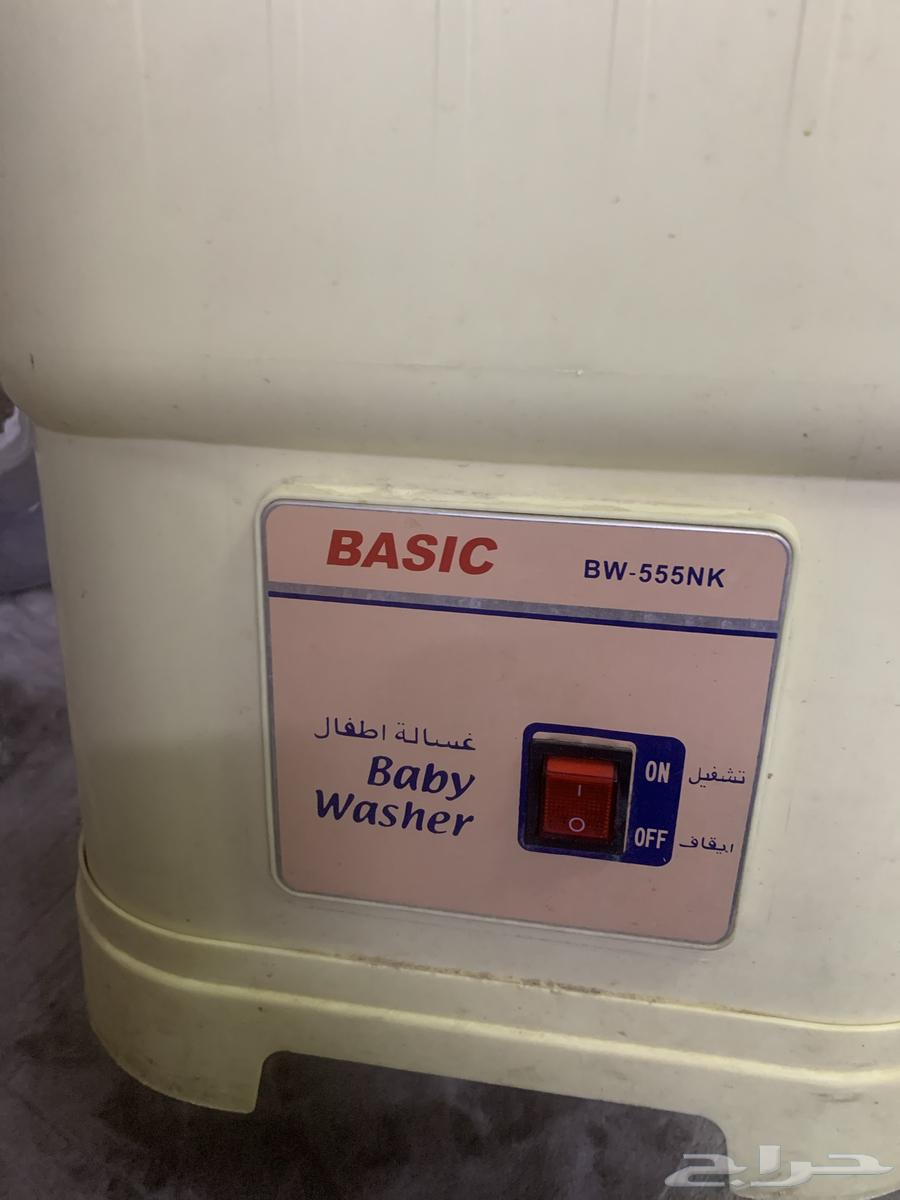 BASIC BW-555NK
غسالة اطفال
Baby
Washer
ON تشغيل
OFF ايقاف
حراج